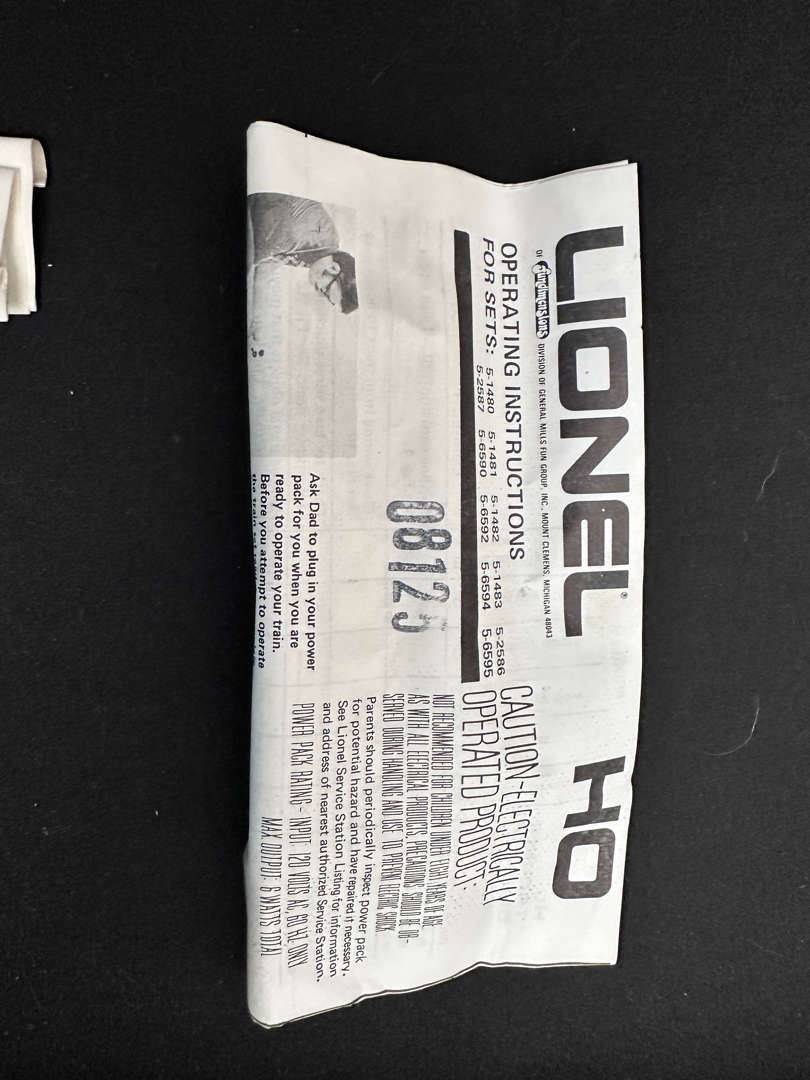 LIONEL® HO
OF Fundimensions DIVISION OF GENERAL MILLS FUN GROUP, INC., MOUNT CLEMENS, MICHIGAN 48043
OPERATING INSTRUCTIONS
FOR SETS: 5-1480 5-1481 5-1482 5-1483 5-2586
5-2587 5-6590 5-6592 5-6594 5-6595
08125
Ask Dad to plug in your power
pack for you when you are
ready to operate your train.
Before you attempt to operate
the train set
CAUTION-ELECTRICALLY
OPERATED PRODUCT:
NOT RECOMMENDED FOR CHILDREN UNDER EIGHT YEARS OF AGE.
AS WITH ALL ELECTRICAL PRODUCTS, PRECAUTIONS SHOULD BE OB-
SERVED DURING HANDLING AND USE TO PREVENT ELECTRIC SHOCK.
Parents should periodically inspect power pack
for potential hazard and have repaired if necessary.
See Lionel Service Station Listing for information
and address of nearest authorized Service Station.
POWER PACK RATING- INPUT: 120 VOLTS AC, 60 HZ ONLY
MAX OUTPUT: 6 WATTS TOTAL